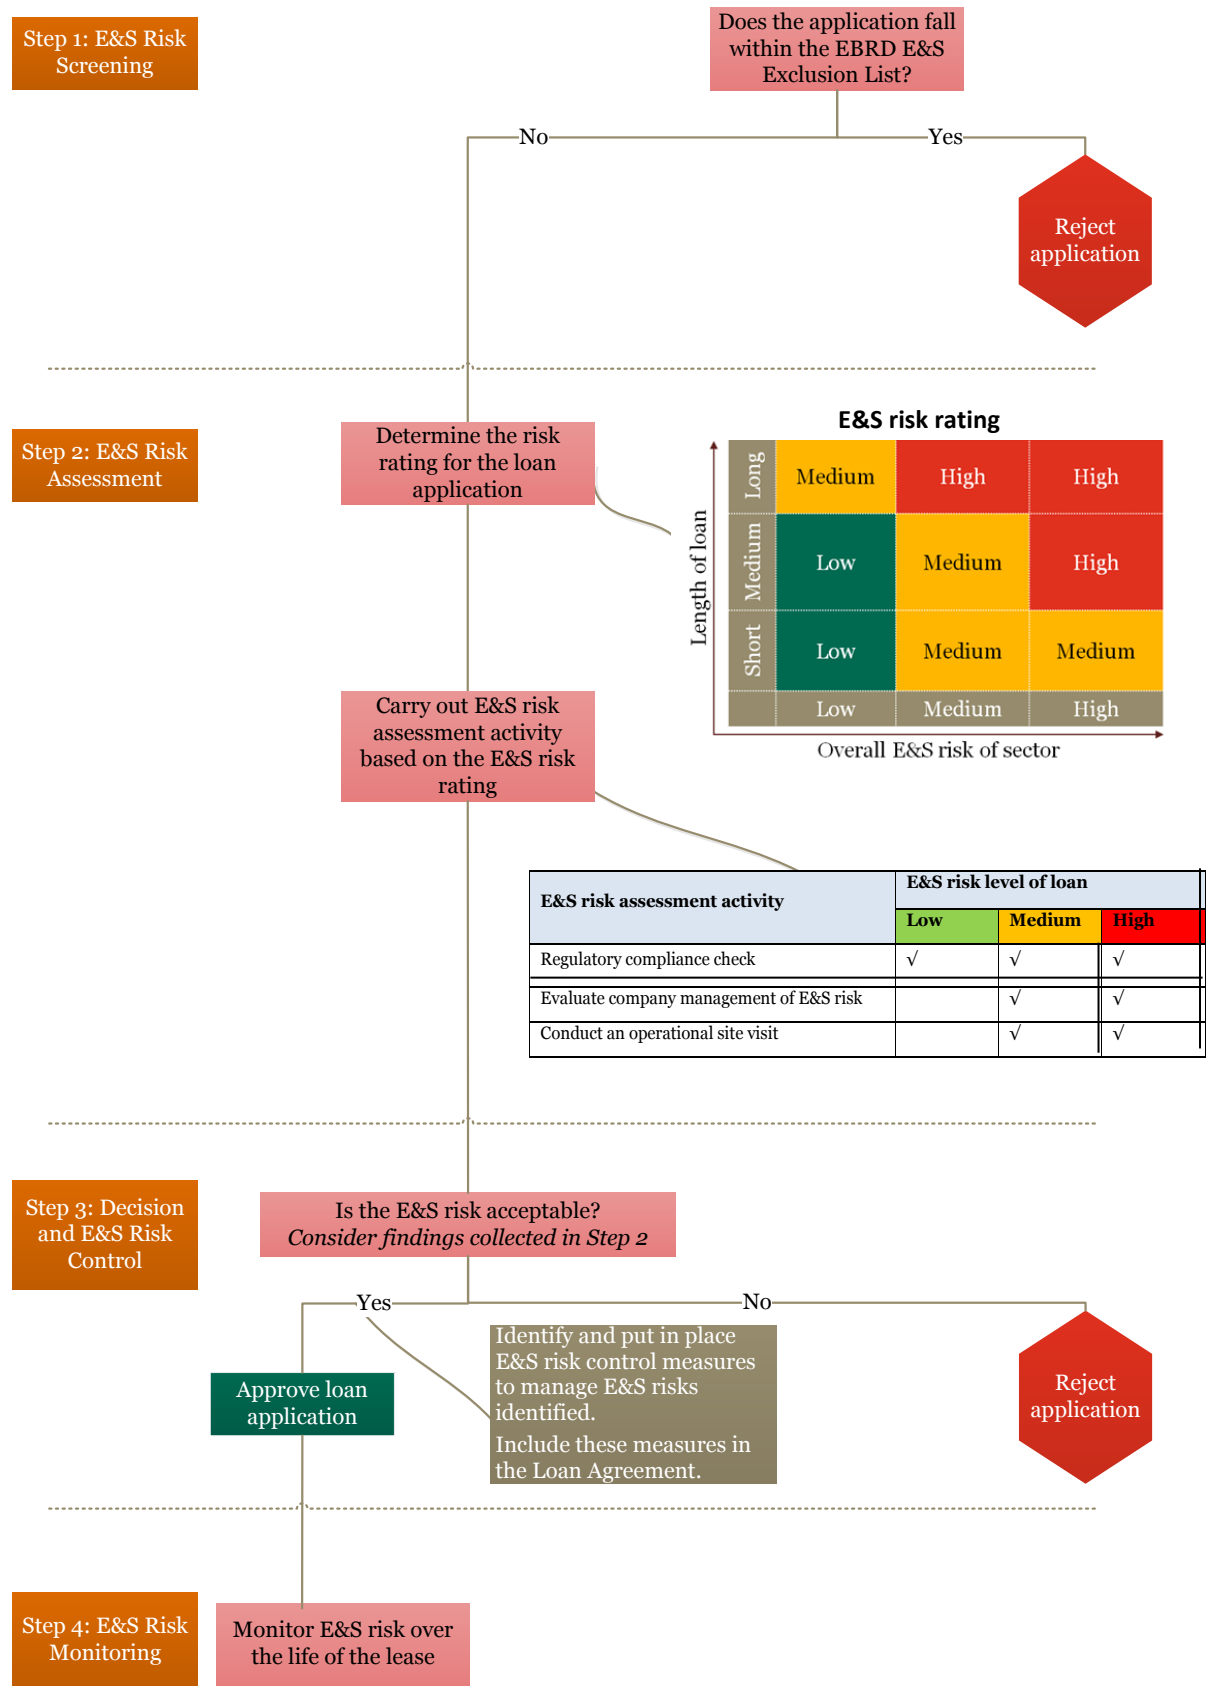 Step 1: E&S Risk
Screening
Does the application fall
within the EBRD E&S
Exclusion List?
No
Yes
Reject
application
Step 2: E&S Risk
Assessment
Determine the risk
rating for the loan
application
E&S risk rating
Length of loan
Long
Medium
High
High
Medium
Low
Medium
High
Short
Low
Medium
Medium
Low
Medium
High
Overall E&S risk of sector
Carry out E&S risk
assessment activity
based on the E&S risk
rating
E&S risk assessment activity
E&S risk level of loan
Low
Medium
High
Regulatory compliance check √ √ √
Evaluate company management of E&S risk √ √
Conduct an operational site visit √ √
Step 3: Decision
and E&S Risk
Control
Is the E&S risk acceptable?
Consider findings collected in Step 2
Yes
No
Identify and put in place
E&S risk control measures
to manage E&S risks
identified.
Include these measures in
the Loan Agreement.
Approve loan
application
Reject
application
Step 4: E&S Risk
Monitoring
Monitor E&S risk over
the life of the lease